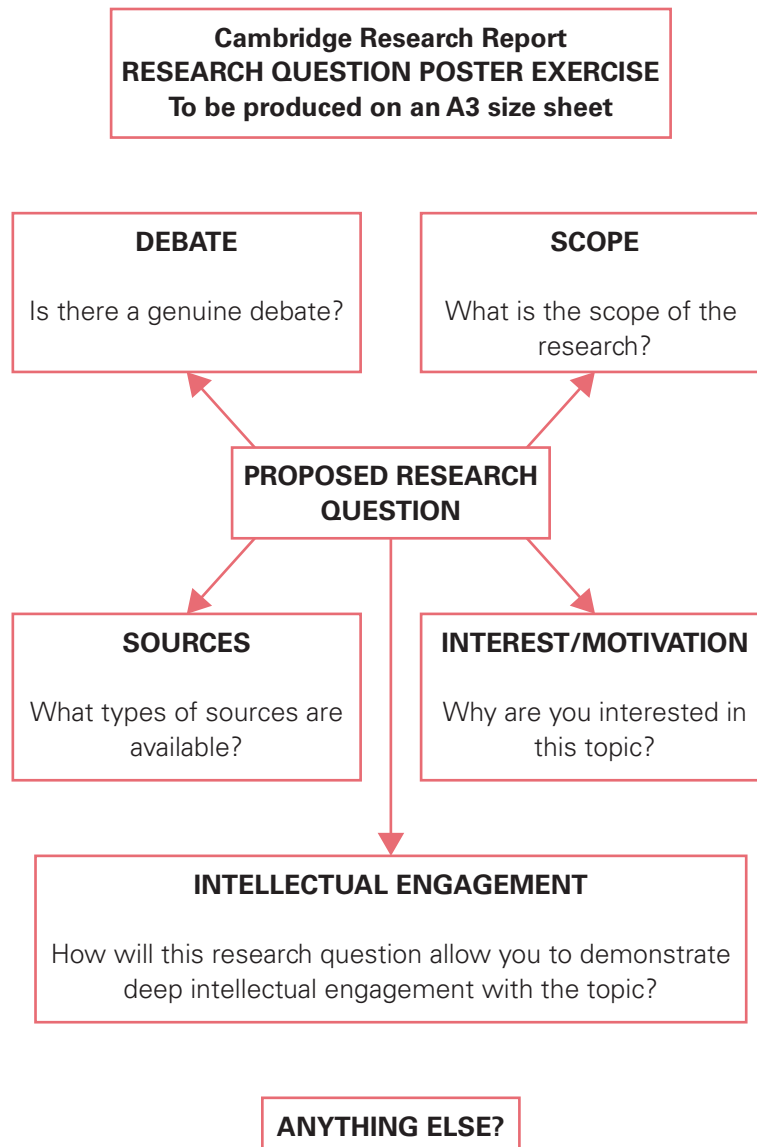 Cambridge Research Report
RESEARCH QUESTION POSTER EXERCISE
To be produced on an A3 size sheet
DEBATE
Is there a genuine debate?
SCOPE
What is the scope of the
research?
PROPOSED RESEARCH
QUESTION
SOURCES
What types of sources are
available?
INTEREST/MOTIVATION
Why are you interested in
this topic?
INTELLECTUAL ENGAGEMENT
How will this research question allow you to demonstrate
deep intellectual engagement with the topic?
ANYTHING ELSE?